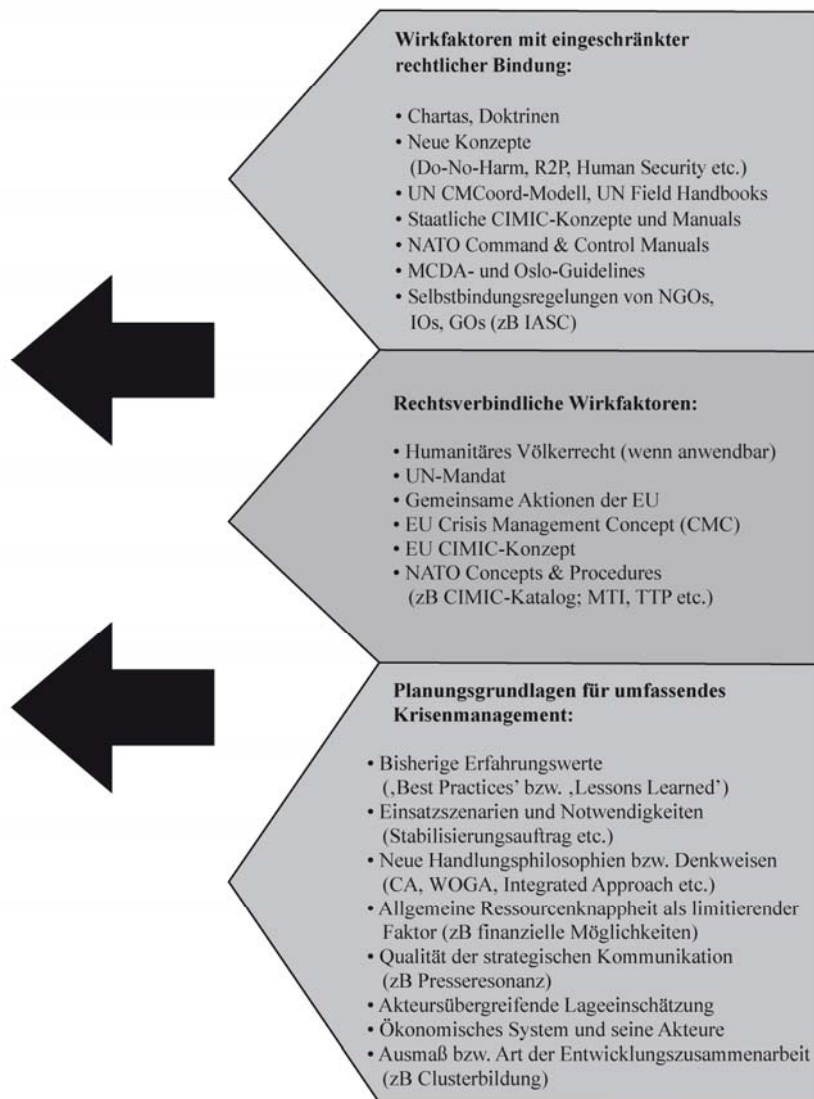 Wirkfaktoren mit eingeschränkter
rechtlicher Bindung:
• Chartas, Doktrinen
• Neue Konzepte
(Do-No-Harm, R2P, Human Security etc.)
• UN CMCoord-Modell, UN Field Handbooks
• Staatliche CIMIC-Konzepte und Manuals
• NATO Command & Control Manuals
• MCDA- und Oslo-Guidelines
• Selbstbindungsregelungen von NGOs,
IOs, GOs (zB IASC)
Rechtsverbindliche Wirkfaktoren:
• Humanitäres Völkerrecht (wenn anwendbar)
• UN-Mandat
• Gemeinsame Aktionen der EU
• EU Crisis Management Concept (CMC)
• EU CIMIC-Konzept
• NATO Concepts & Procedures
(zB CIMIC-Katalog; MTI, TTP etc.)
Planungsgrundlagen für umfassendes
Krisenmanagement:
• Bisherige Erfahrungswerte
(‚Best Practices’ bzw. ‚Lessons Learned’)
• Einsatzszenarien und Notwendigkeiten
(Stabilisierungsauftrag etc.)
• Neue Handlungsphilosophien bzw. Denkweisen
(CA, WOGA, Integrated Approach etc.)
• Allgemeine Ressourcenknappheit als limitierender
Faktor (zB finanzielle Möglichkeiten)
• Qualität der strategischen Kommunikation
(zB Presseresonanz)
• Akteursübergreifende Lageeinschätzung
• Ökonomisches System und seine Akteure
• Ausmaß bzw. Art der Entwicklungszusammenarbeit
(zB Clusterbildung)